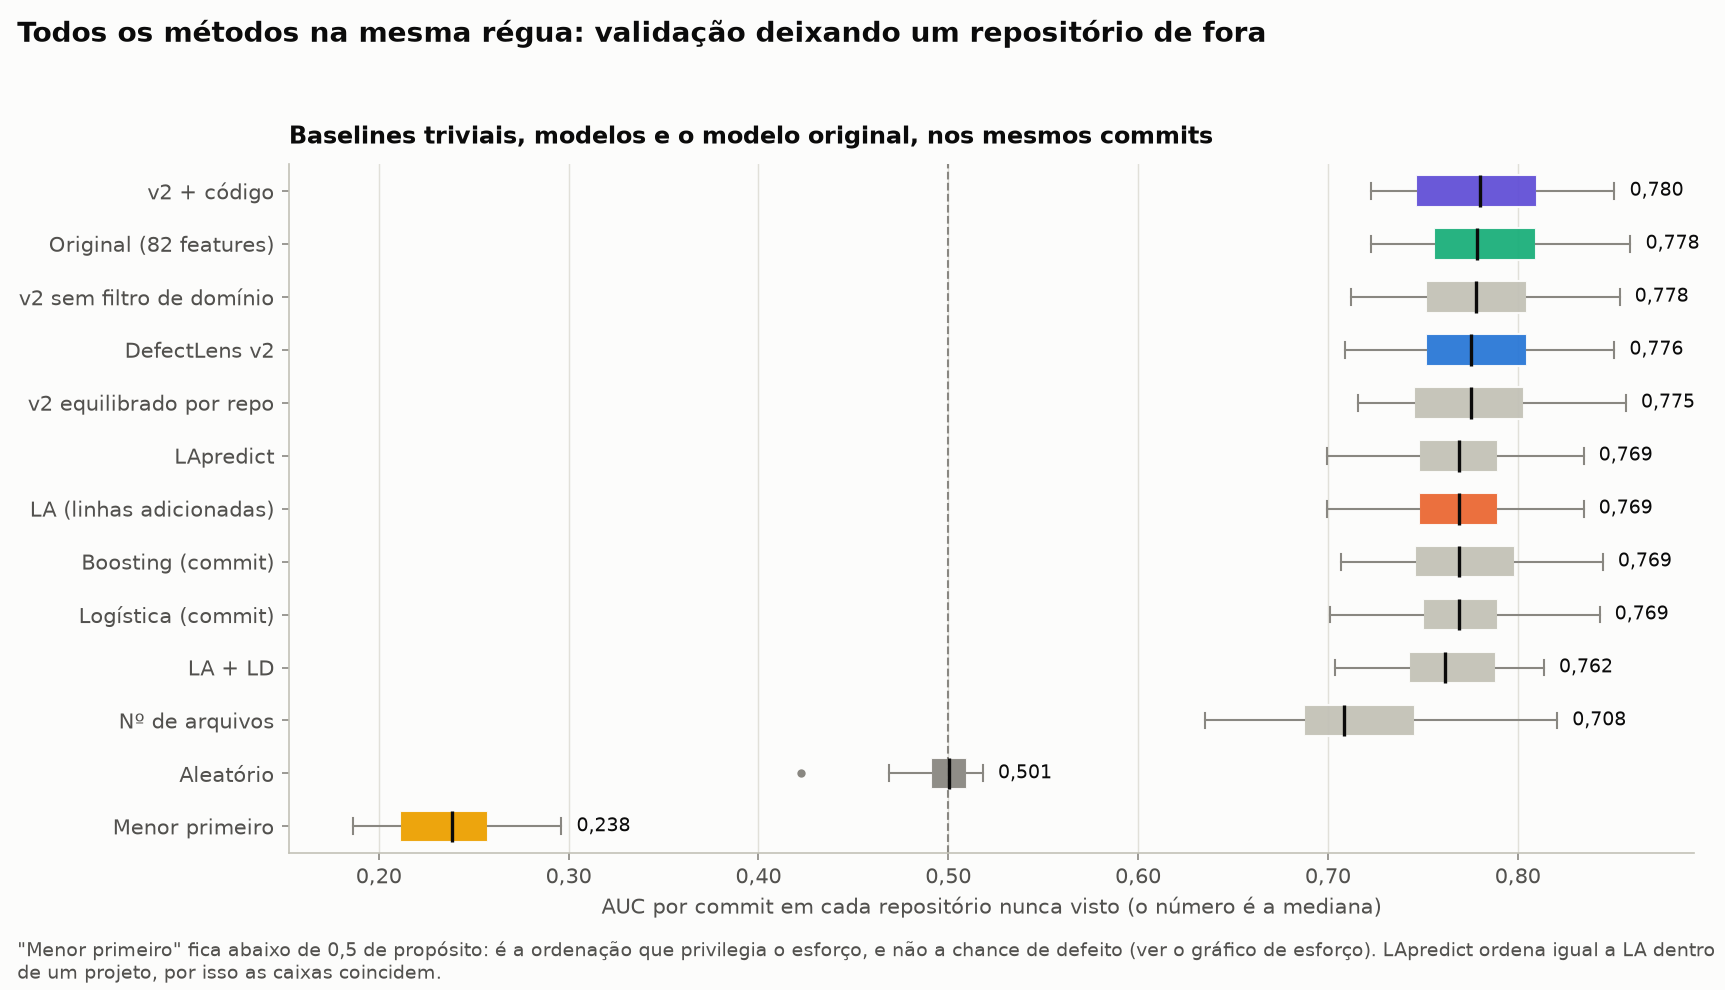 Todos os métodos na mesma régua: validação deixando um repositório de fora
Baselines triviais, modelos e o modelo original, nos mesmos commits
v2 + código 0,780
Original (82 features) 0,778
v2 sem filtro de domínio 0,778
DefectLens v2 0,776
v2 equilibrado por repo 0,775
LApredict 0,769
LA (linhas adicionadas) 0,769
Boosting (commit) 0,769
Logística (commit) 0,769
LA + LD 0,762
Nº de arquivos 0,708
Aleatório 0,501
Menor primeiro 0,238
0,20 0,30 0,40 0,50 0,60 0,70 0,80
AUC por commit em cada repositório nunca visto (o número é a mediana)
"Menor primeiro" fica abaixo de 0,5 de propósito: é a ordenação que privilegia o esforço, e não a chance de defeito (ver o gráfico de esforço). LApredict ordena igual a LA dentro
de um projeto, por isso as caixas coincidem.